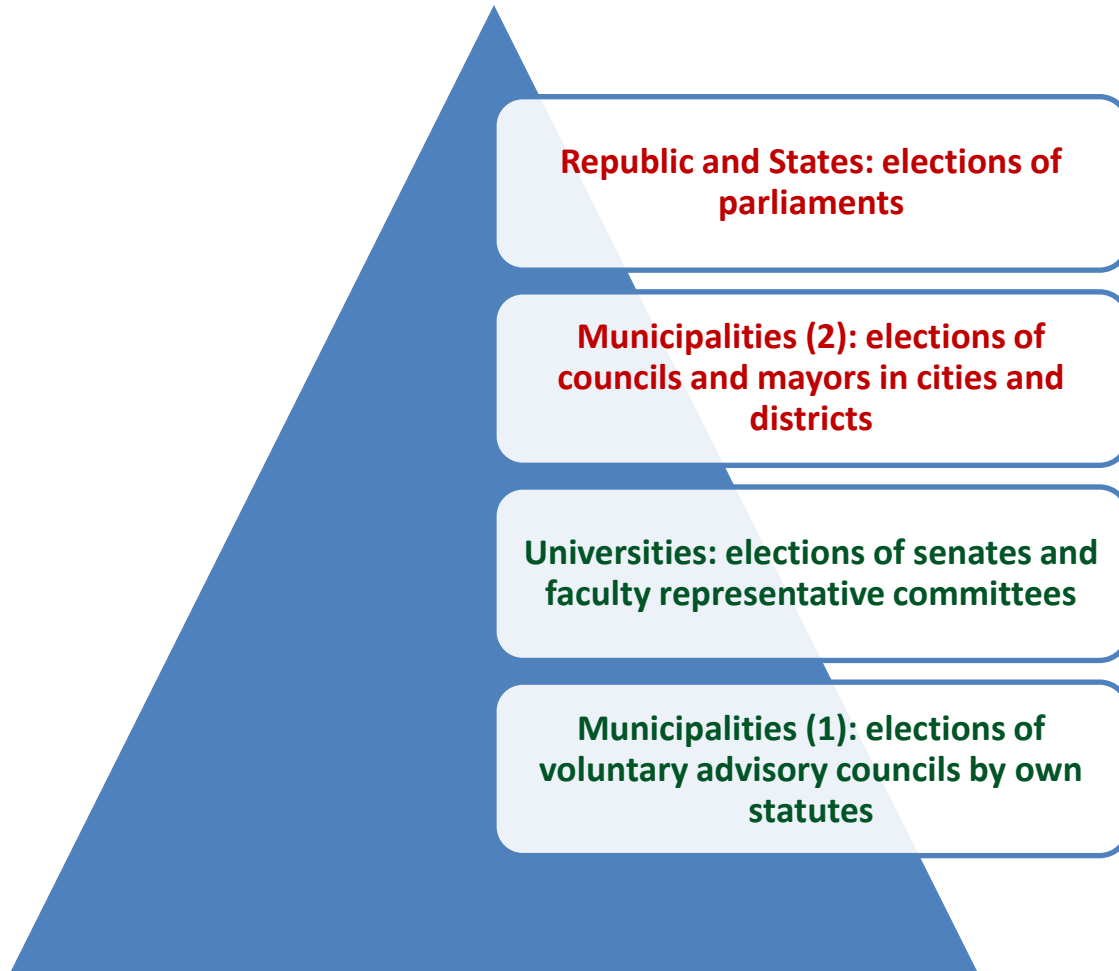 Republic and States: elections of
parliaments
Municipalities (2): elections of
councils and mayors in cities and
districts
Universities: elections of senates and
faculty representative committees
Municipalities (1): elections of
voluntary advisory councils by own
statutes